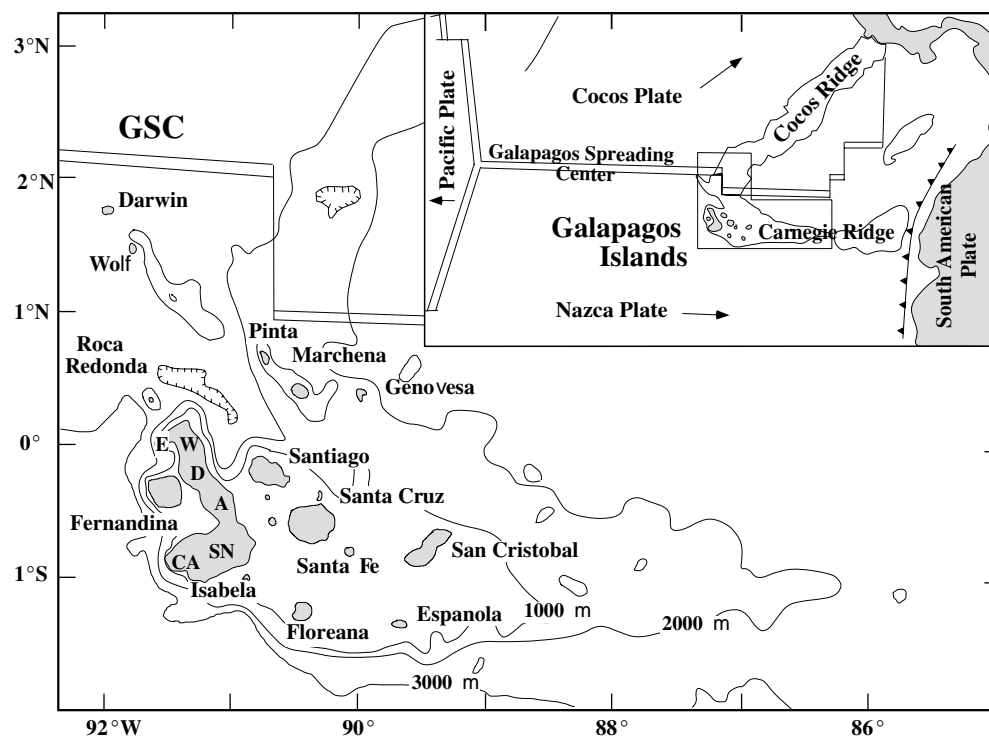 3°N
GSC
2°N
Darwin
Wolf
1°N
Pinta
Roca
Redonda
Marchena
Genovesa
0°
E W
D
A
Santiago
Santa Cruz
Fernandina
SN
CA
San Cristobal
Santa Fe
1°S
Isabela
Espanola
1000 m
Floreana
2000 m
3000 m
92°W
90°
88°
86°
Pacific Plate
Cocos Plate
Cocos Ridge
Galapagos Spreading
Center
Galapagos
Islands
Carnegie Ridge
Nazca Plate
South American
Plate